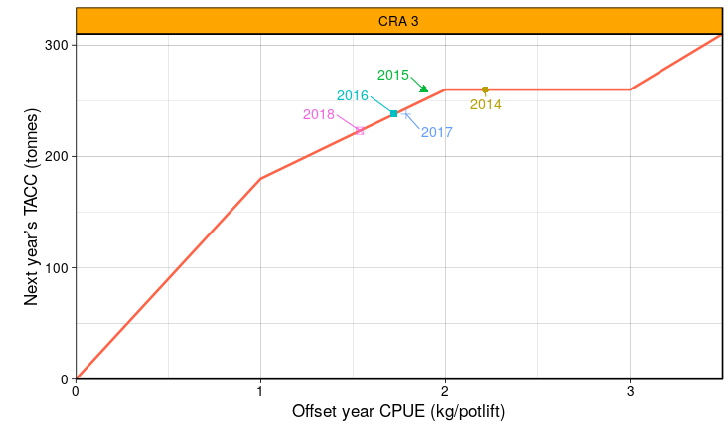 CRA 3
300
200
100
0
Next year's TACC (tonnes)
2015
2016
2014
2018
2017
0 1 2 3
Offset year CPUE (kg/potlift)